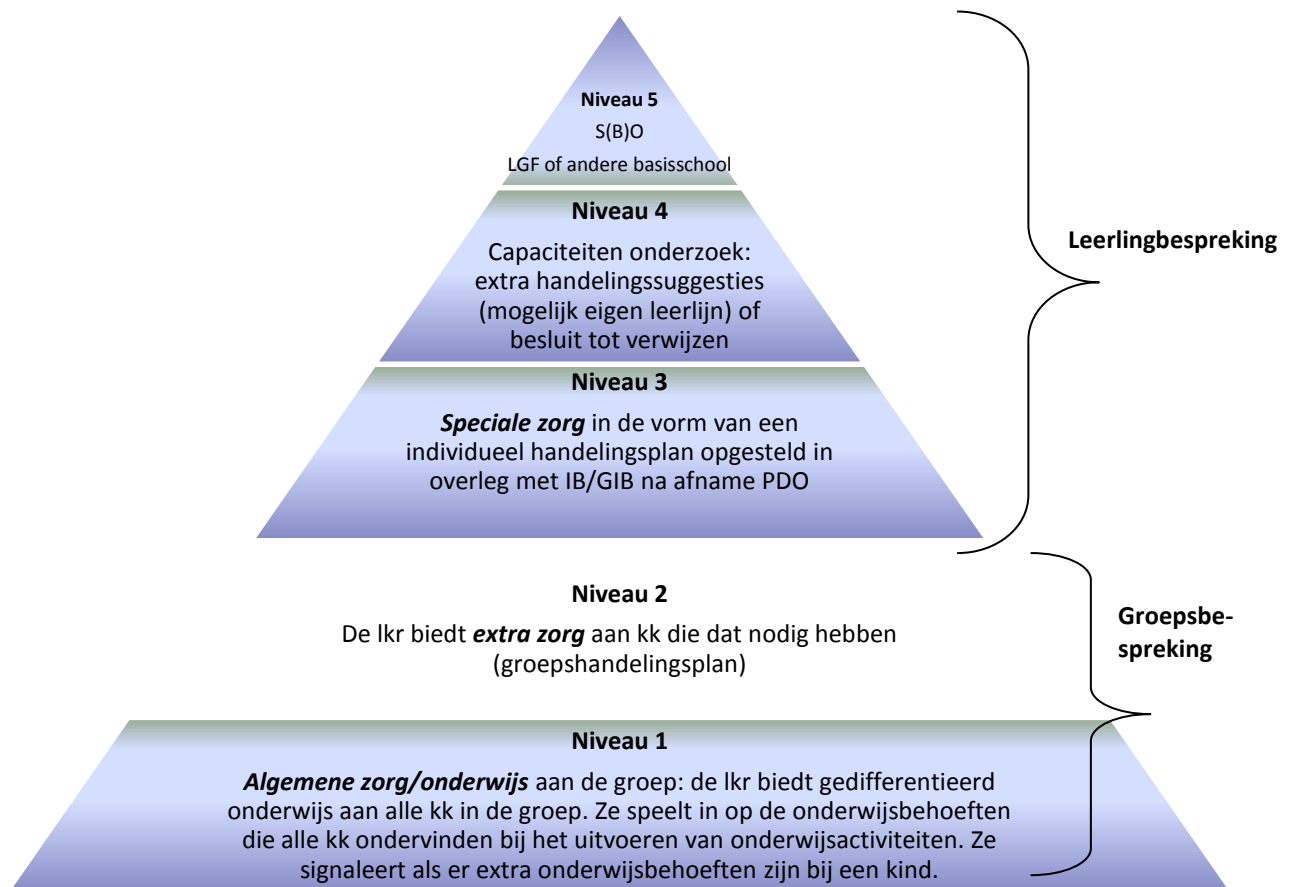 Niveau 5
S(B)O
LGF of andere basisschool
Niveau 4
Capaciteiten onderzoek:
extra handelingssuggesties
(mogelijk eigen leerlijn) of
besluit tot verwijzen
Leerlingbespreking
Niveau 3
Speciale zorg in de vorm van een
individueel handelingsplan opgesteld in
overleg met IB/GIB na afname PDO
Niveau 2
De lkr biedt extra zorg aan kk die dat nodig hebben
(groepshandelingsplan)
Groepsbe-
spreking
Niveau 1
Algemene zorg/onderwijs aan de groep: de lkr biedt gedifferentieerd
onderwijs aan alle kk in de groep. Ze speelt in op de onderwijsbehoeften
die alle kk ondervinden bij het uitvoeren van onderwijsactiviteiten. Ze
signaleert als er extra onderwijsbehoeften zijn bij een kind.